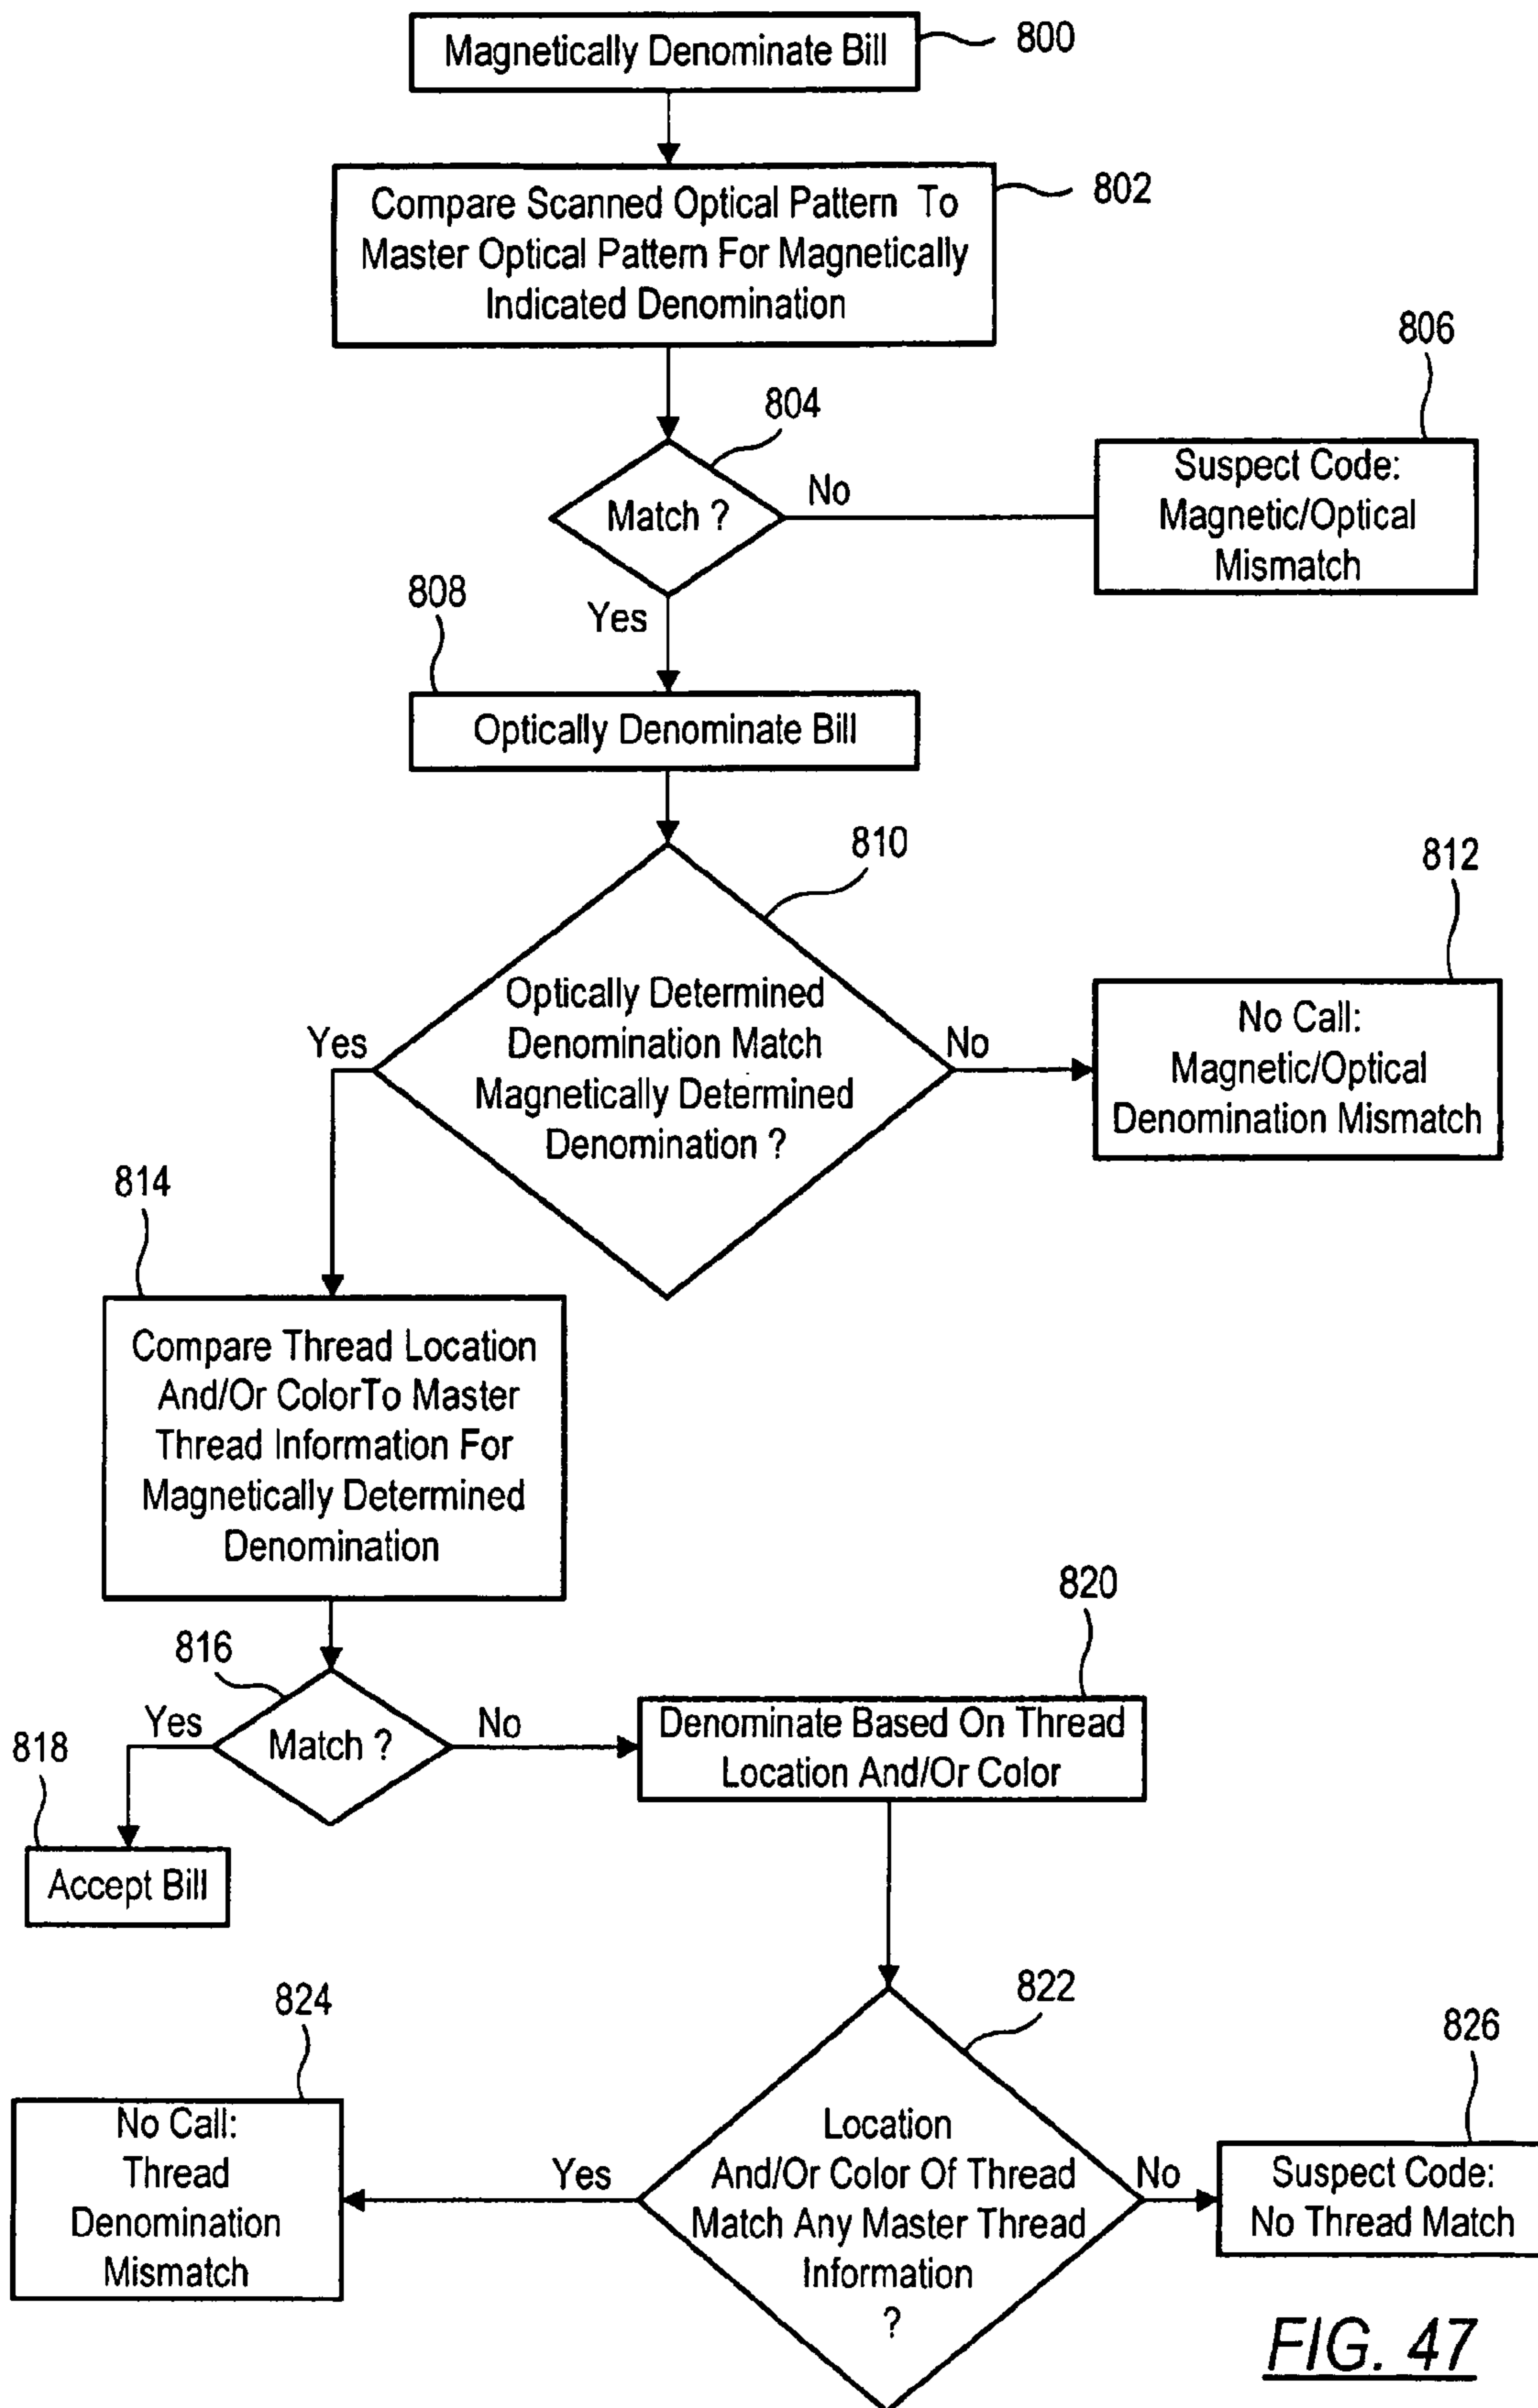 Magnetically Denominate Bill
800
Compare Scanned Optical Pattern To
Master Optical Pattern For Magnetically
Indicated Denomination
802
804
Match ?
No
Yes
806
Suspect Code:
Magnetic/Optical
Mismatch
808
Optically Denominate Bill
810
Optically Determined
Denomination Match
Magnetically Determined
Denomination ?
Yes
No
812
No Call:
Magnetic/Optical
Denomination Mismatch
814
Compare Thread Location
And/Or ColorTo Master
Thread Information For
Magnetically Determined
Denomination
816
Match ?
Yes
No
818
Accept Bill
820
Denominate Based On Thread
Location And/Or Color
822
Location
And/Or Color Of Thread
Match Any Master Thread
Information
?
Yes
No
824
No Call:
Thread
Denomination
Mismatch
826
Suspect Code:
No Thread Match
FIG. 47